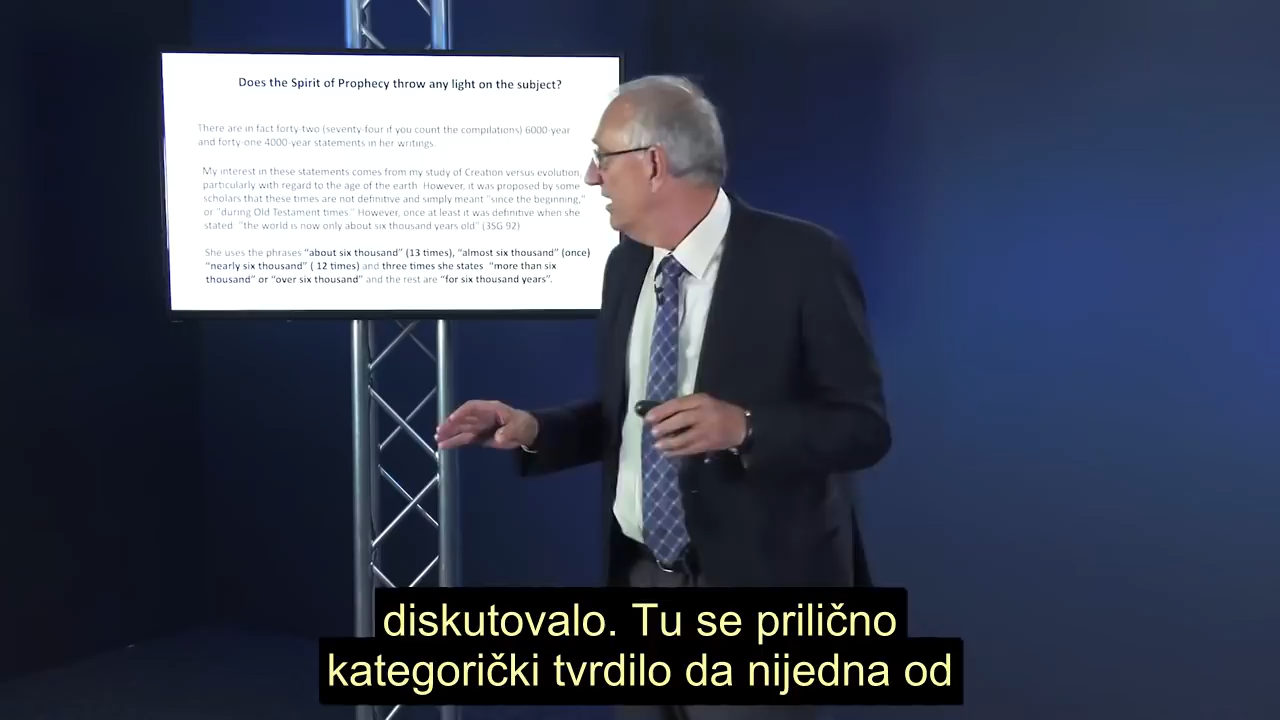 Does the Spirit of Prophecy throw any light on the subject?
There are in fact forty-two (seventy-four if you count the compilations) 6000-year
and forty-one 4000-year statements in her writings.
My interest in these statements comes from my study of Creation versus evolution,
particularly with regard to the age of the earth. However, it was proposed by some
scholars that these times are not definitive and simply meant "since the beginning,"
or "during Old Testament times." However, once at least it was definitive when she
stated: "the world is now only about six thousand years old" (3SG 92)
She uses the phrases "about six thousand" (13 times), "almost six thousand" (once)
"nearly six thousand" ( 12 times) and three times she states "more than six
thousand" or "over six thousand" and the rest are "for six thousand years".
diskutovalo. Tu se prilično
kategorički tvrdilo da nijedna od